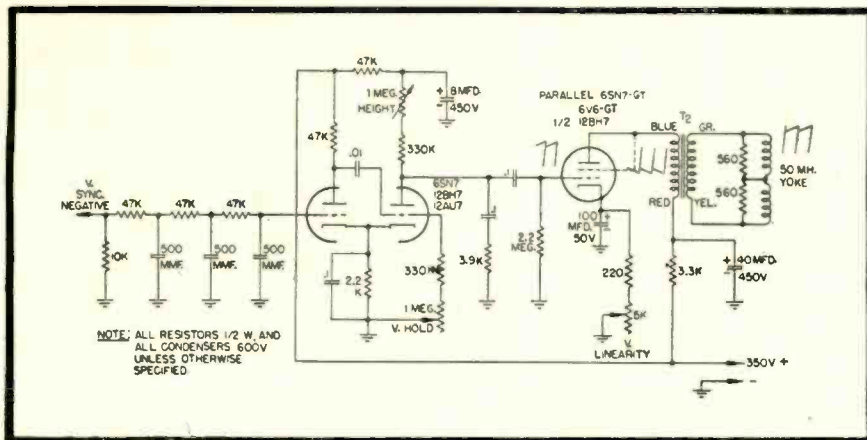 V.
SYNC.
NEGATIVE
47K
47K
47K
10K
500
MMF.
500
MMF.
500
MMF.
47K
47K
.01
1 MEG.
HEIGHT
+
8 MFD.
450V
330K
6SN7
12BH7
12AU7
.1
2.2
K
330K
1 MEG.
V. HOLD
.1
3.9K
.1
2.2
MEG.
PARALLEL 6SN7-GT
6V6-GT
1/2 12BH7
BLUE
T2
GR.
RED
YEL.
560
560
50 MH.
YOKE
100
MFD.
50V
+
220
5K
V.
LINEARITY
3.3K
+
40 MFD.
450V
350V +
-
NOTE: ALL RESISTORS 1/2 W. AND
ALL CONDENSERS 600V
UNLESS OTHERWISE
SPECIFIED.